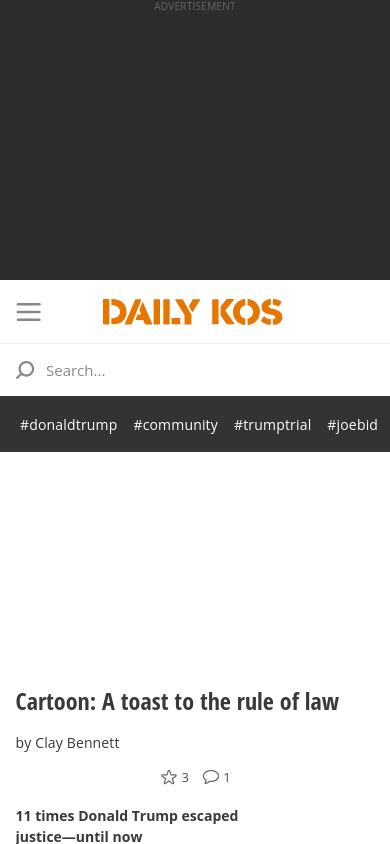 ADVERTISEMENT
DAILY KOS
Search...
#donaldtrump #community #trumptrial #joebid
Cartoon: A toast to the rule of law
by Clay Bennett
3 1
11 times Donald Trump escaped
justice—until now